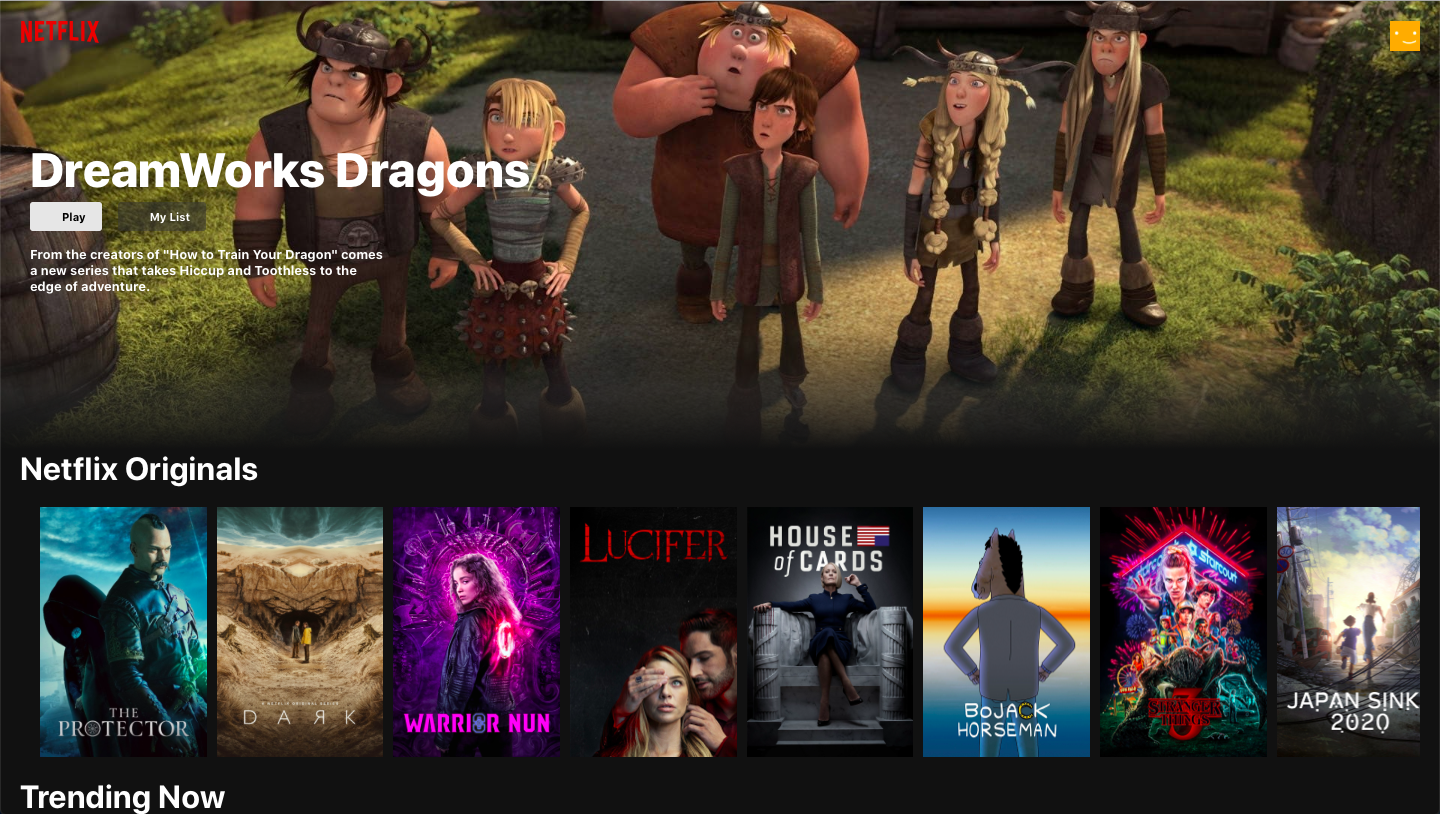 NETFLIX
DreamWorks Dragons
Play
My List
From the creators of "How to Train Your Dragon" comes
a new series that takes Hiccup and Toothless to the
edge of adventure.
Netflix Originals
THE
PROTECTOR
A NETFLIX ORIGINAL SERIES
DARK
WARRIOR NUN
LUCIFER
HOUSE
of CARDS
BOJACK
HORSEMAN
starcourt
STRANGER
THINGS
3
JAPAN SINK
2020
Trending Now